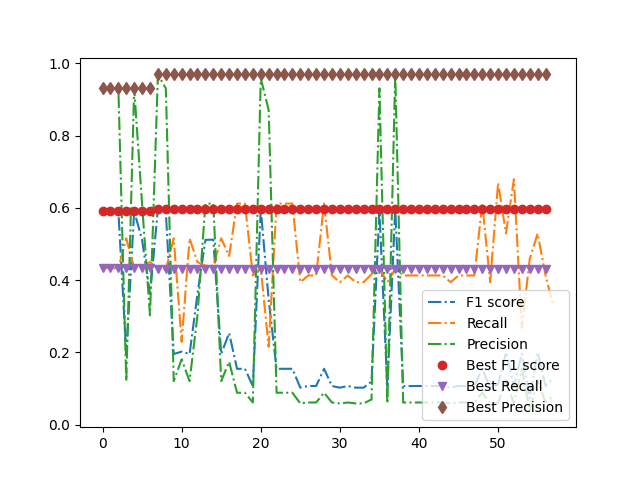 1.0
0.8
0.6
0.4
0.2
0.0
0 10 20 30 40 50
F1 score
Recall
Precision
Best F1 score
Best Recall
Best Precision